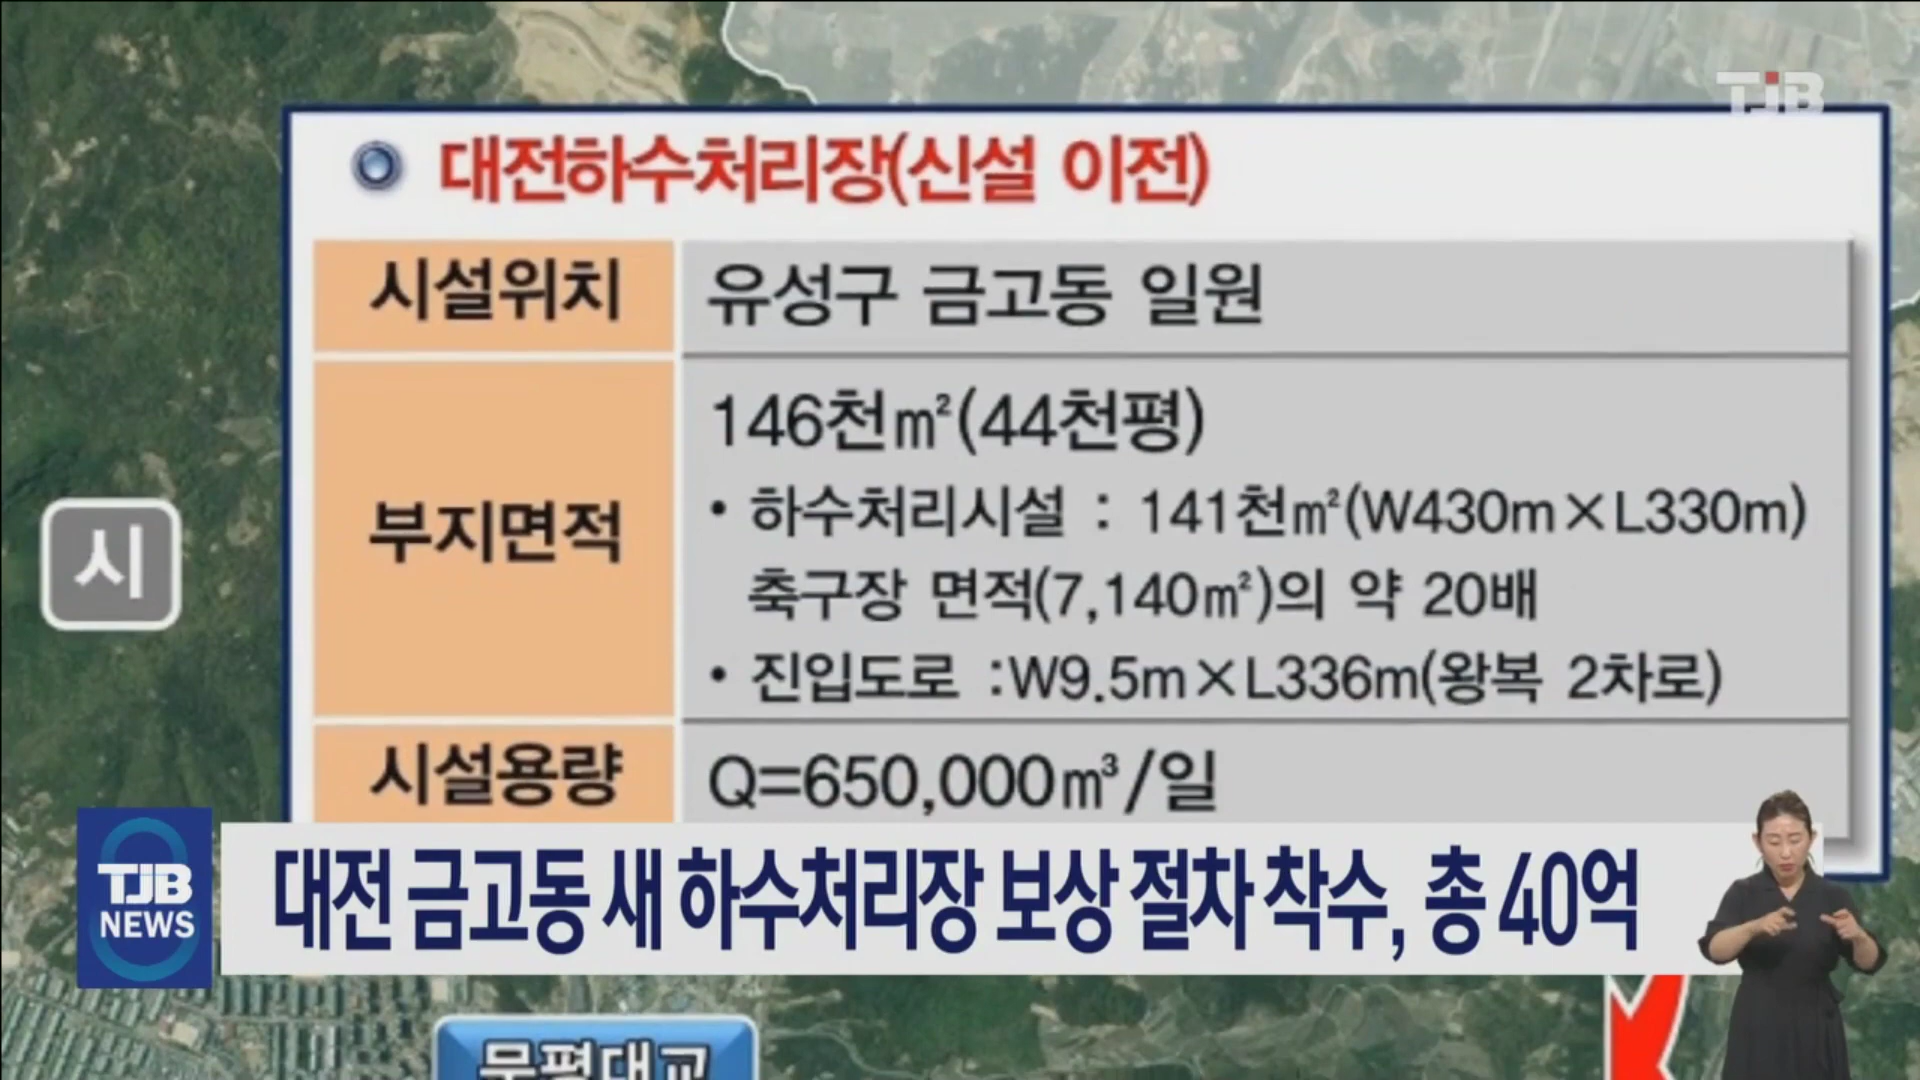 TJB
대전하수처리장(신설 이전)
시설위치
유성구 금고동 일원
부지면적
146천㎡(44천평)
• 하수처리시설 : 141천㎡(W430m×L330m)
축구장 면적(7,140㎡)의 약 20배
• 진입도로 :W9.5m×L336m(왕복 2차로)
시
시설용량
Q=650,000㎥/일
TJB
NEWS
대전 금고동 새 하수처리장 보상 절차 착수, 총 40억
문평대교